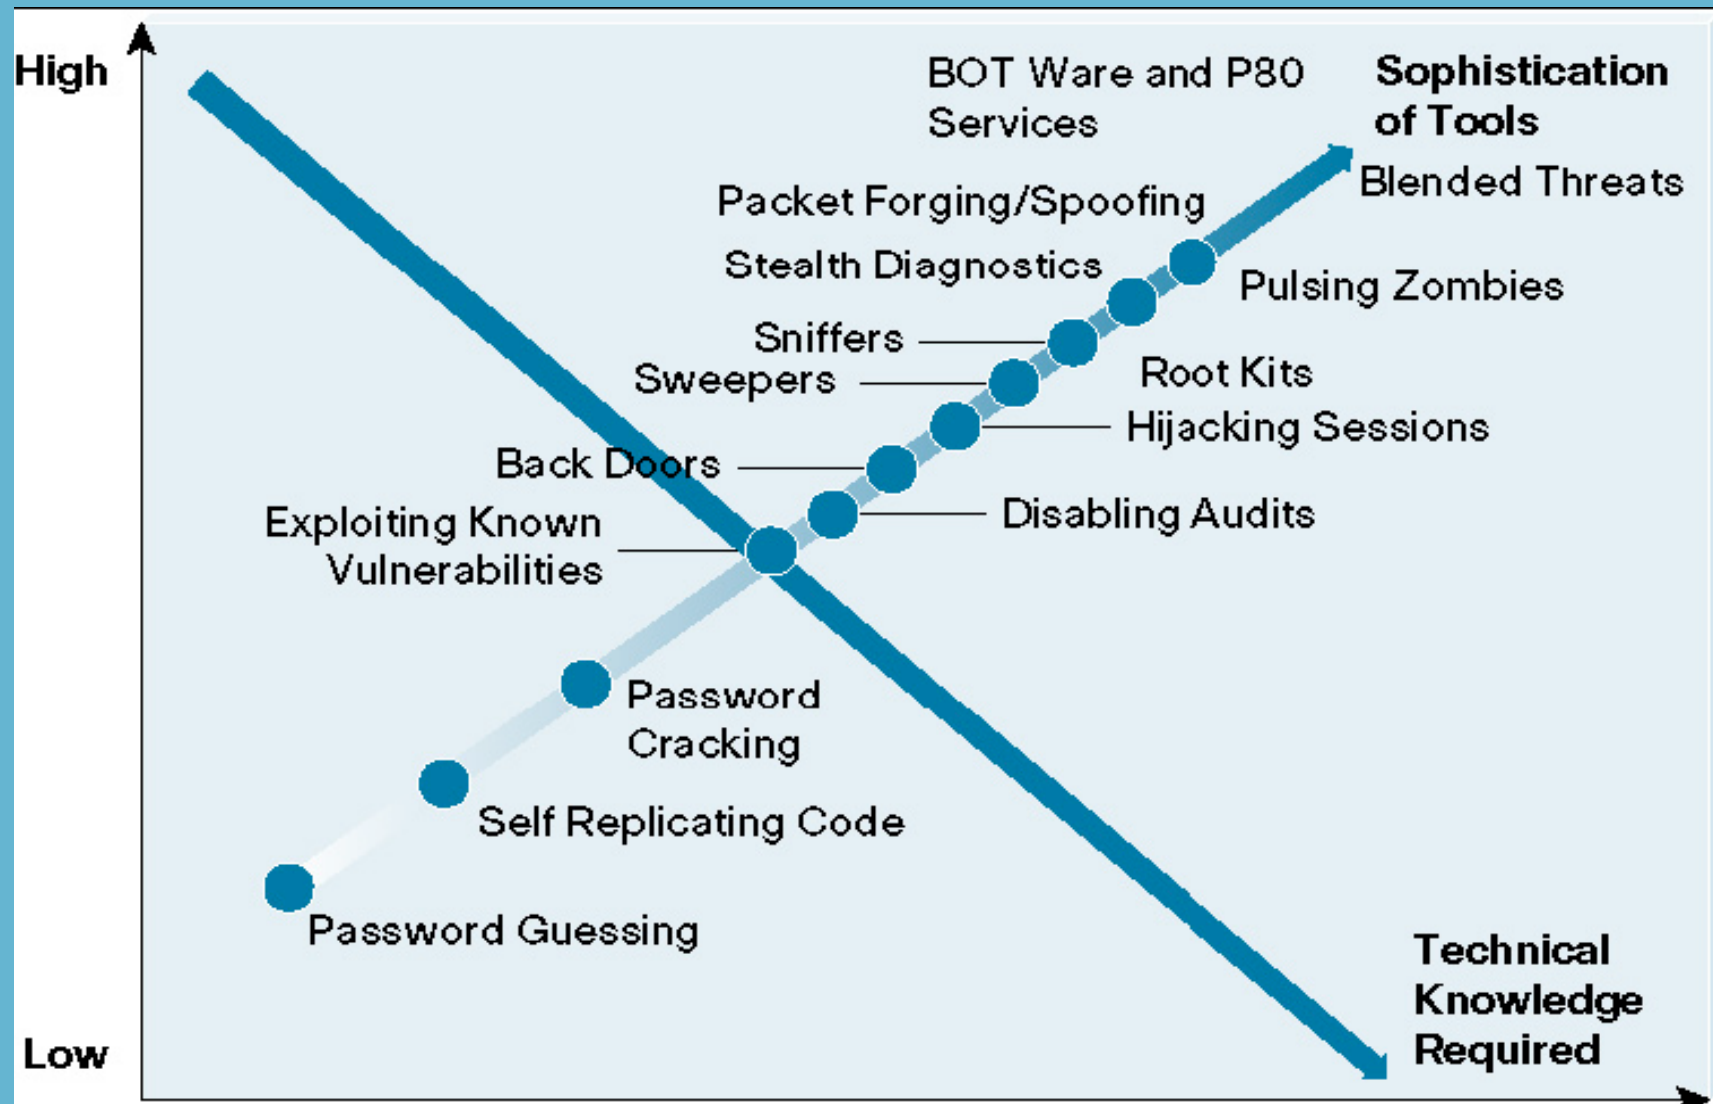 High
BOT Ware and P80
Services
Sophistication
of Tools
Blended Threats
Packet Forging/Spoofing
Stealth Diagnostics
Pulsing Zombies
Sniffers
Sweepers
Root Kits
Hijacking Sessions
Back Doors
Exploiting Known
Vulnerabilities
Disabling Audits
Password
Cracking
Self Replicating Code
Password Guessing
Technical
Knowledge
Required
Low